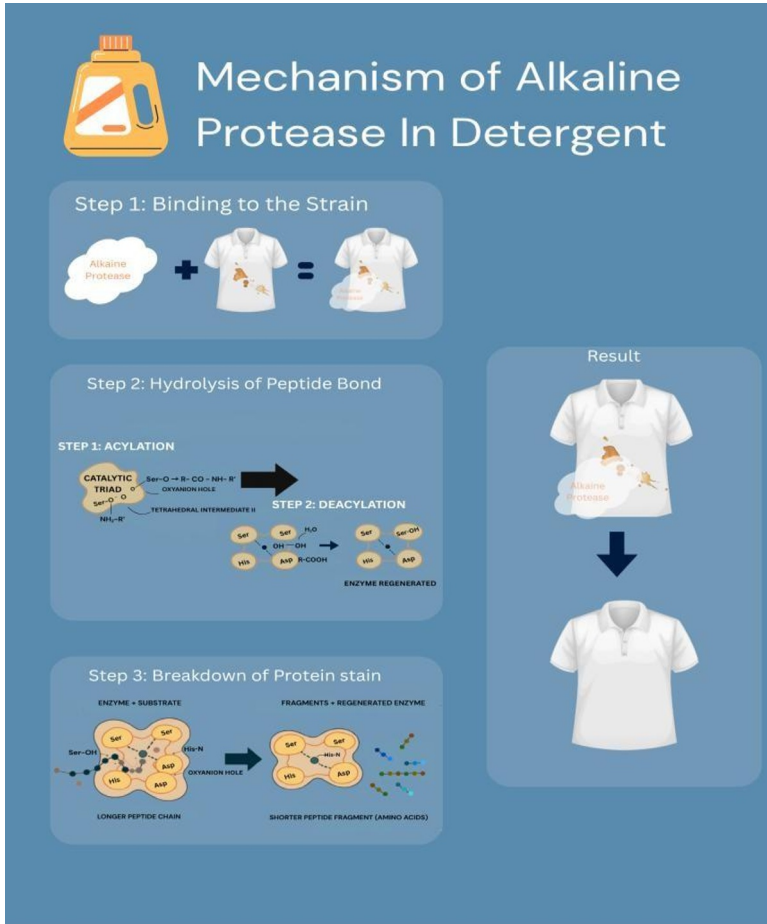 Mechanism of Alkaline
Protease In Detergent
Step 1: Binding to the Strain
Alkaine
Protease
Alkaine
Protease
Step 2: Hydrolysis of Peptide Bond
STEP 1: ACYLATION
CATALYTIC
TRIAD
Ser-O⁻ O
O
Ser-O → R- CO - NH- R'
OXYANION HOLE
TETRAHEDRAL INTERMEDIATE II
NH₂-R'
STEP 2: DEACYLATION
Ser
Ser
H₂O
OH — OH
His
Asp
R-COOH
Ser
Ser-OH
His
Asp
ENZYME REGENERATED
Step 3: Breakdown of Protein stain
ENZYME + SUBSTRATE
Ser
Ser
Ser-OH
His-N
Asp
OXYANION HOLE
His
Asp
LONGER PEPTIDE CHAIN
FRAGMENTS + REGENERATED ENZYME
Ser
Ser
His-N
His
Asp
SHORTER PEPTIDE FRAGMENT (AMINO ACIDS)
Result
Alkaine
Protease